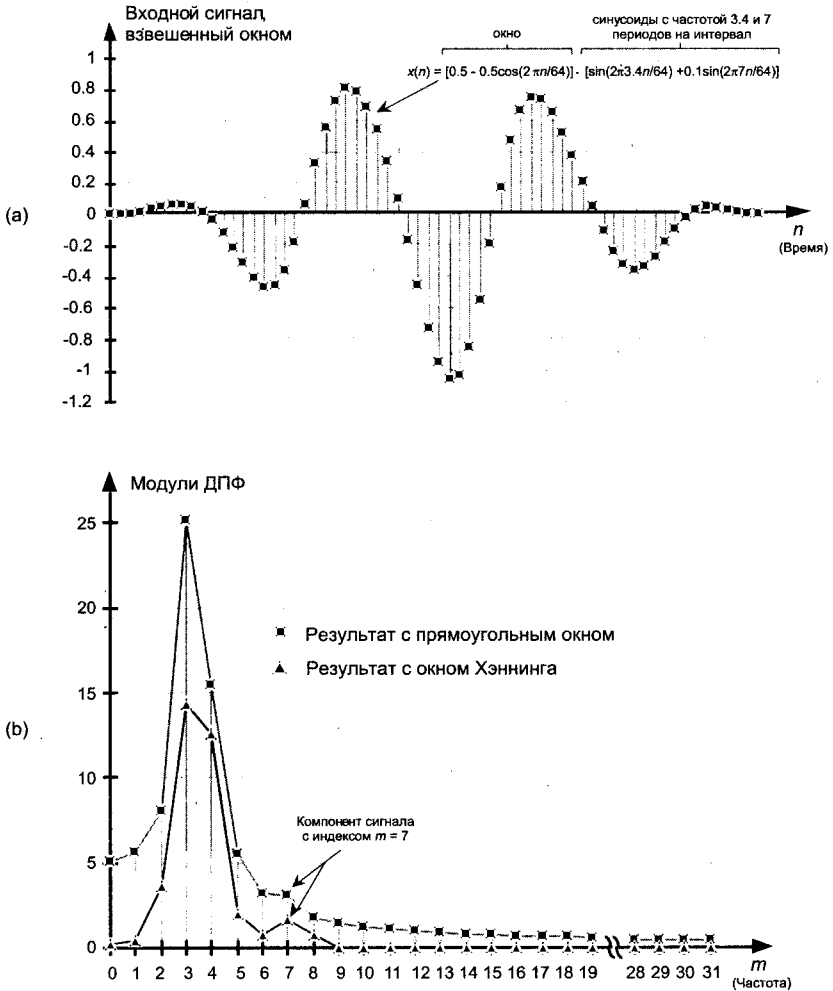 Входной сигнал,
взвешенный окном
синусоиды с частотой 3.4 и 7
периодов на интервал
окно
x(n) = [0.5 - 0.5cos(2πn/64)] - [sin(2π3.4n/64) +0.1sin(2π7n/64)]
1
0.8
0.6
0.4
0.2
0
-0.2
-0.4
-0.6
-0.8
-1
-1.2
(a)
n
(Время)
Модули ДПФ
25
20
15
10
5
0
(b)
Результат с прямоугольным окном
Результат с окном Хэннинга
Компонент сигнала
с индексом m = 7
0 1 2 3 4 5 6 7 8 9 10 11 12 13 14 15 16 17 18 19 28 29 30 31
m
(Частота)